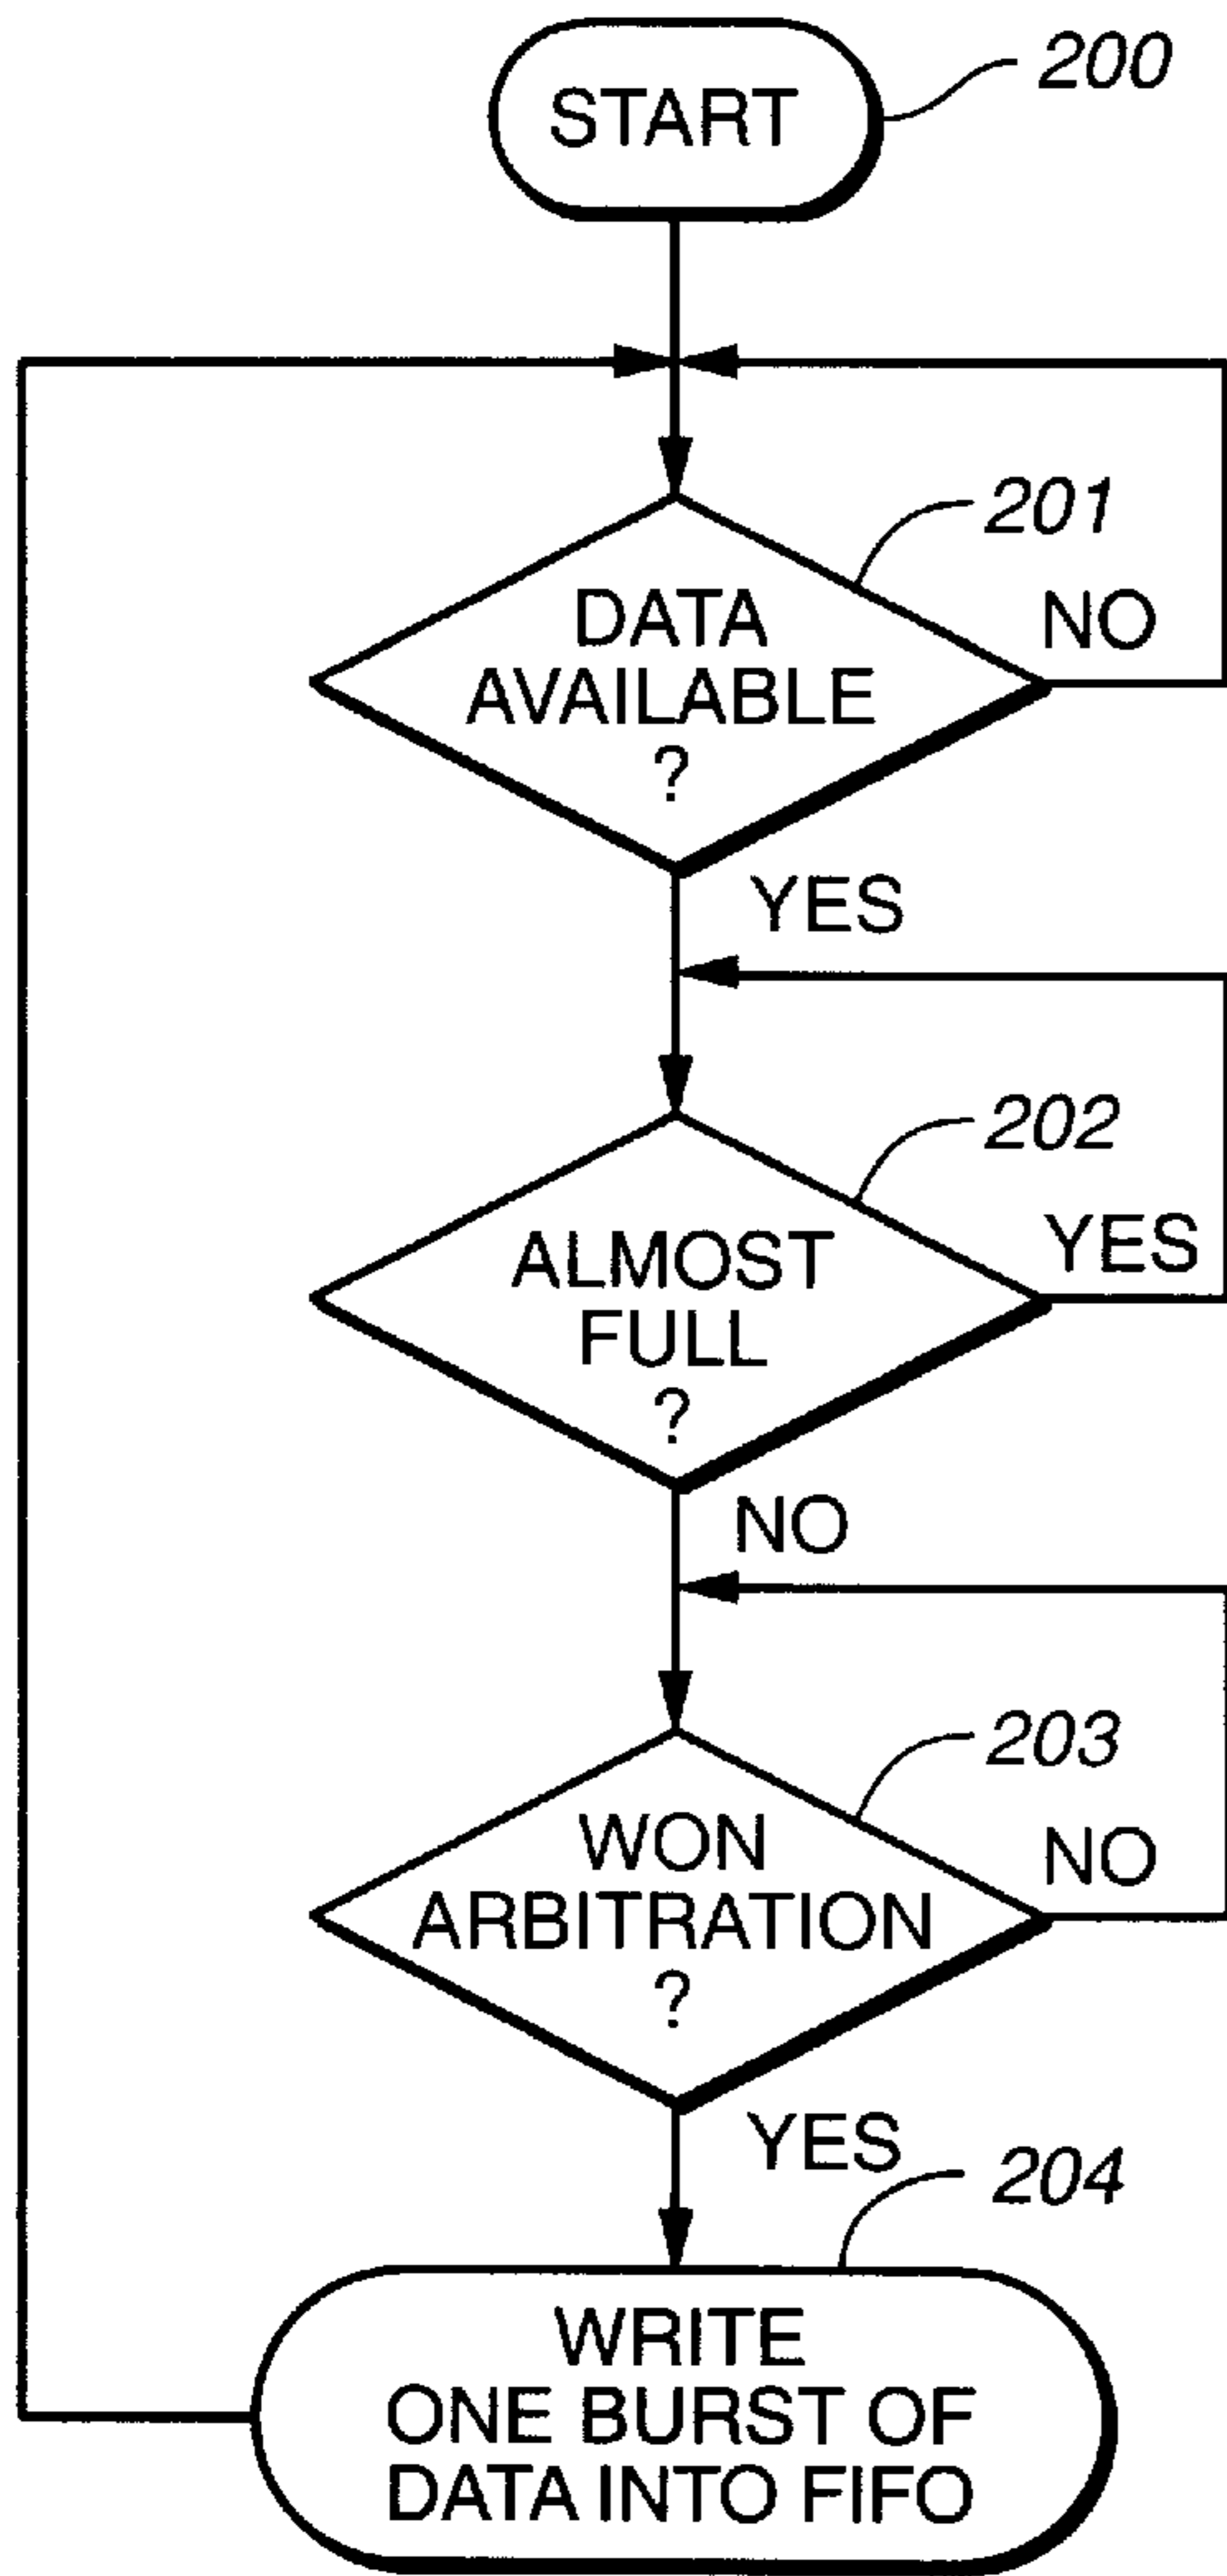 START
200
201
DATA
AVAILABLE
?
NO
YES
202
ALMOST
FULL
?
YES
NO
203
WON
ARBITRATION
?
NO
YES
204
WRITE
ONE BURST OF
DATA INTO FIFO